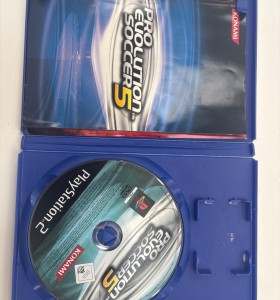 KONAMI
PRO
EVOLUTION
SOCCER 5
PlayStation.2
PRO
EVOLUTION
SOCCER 5
KONAMI